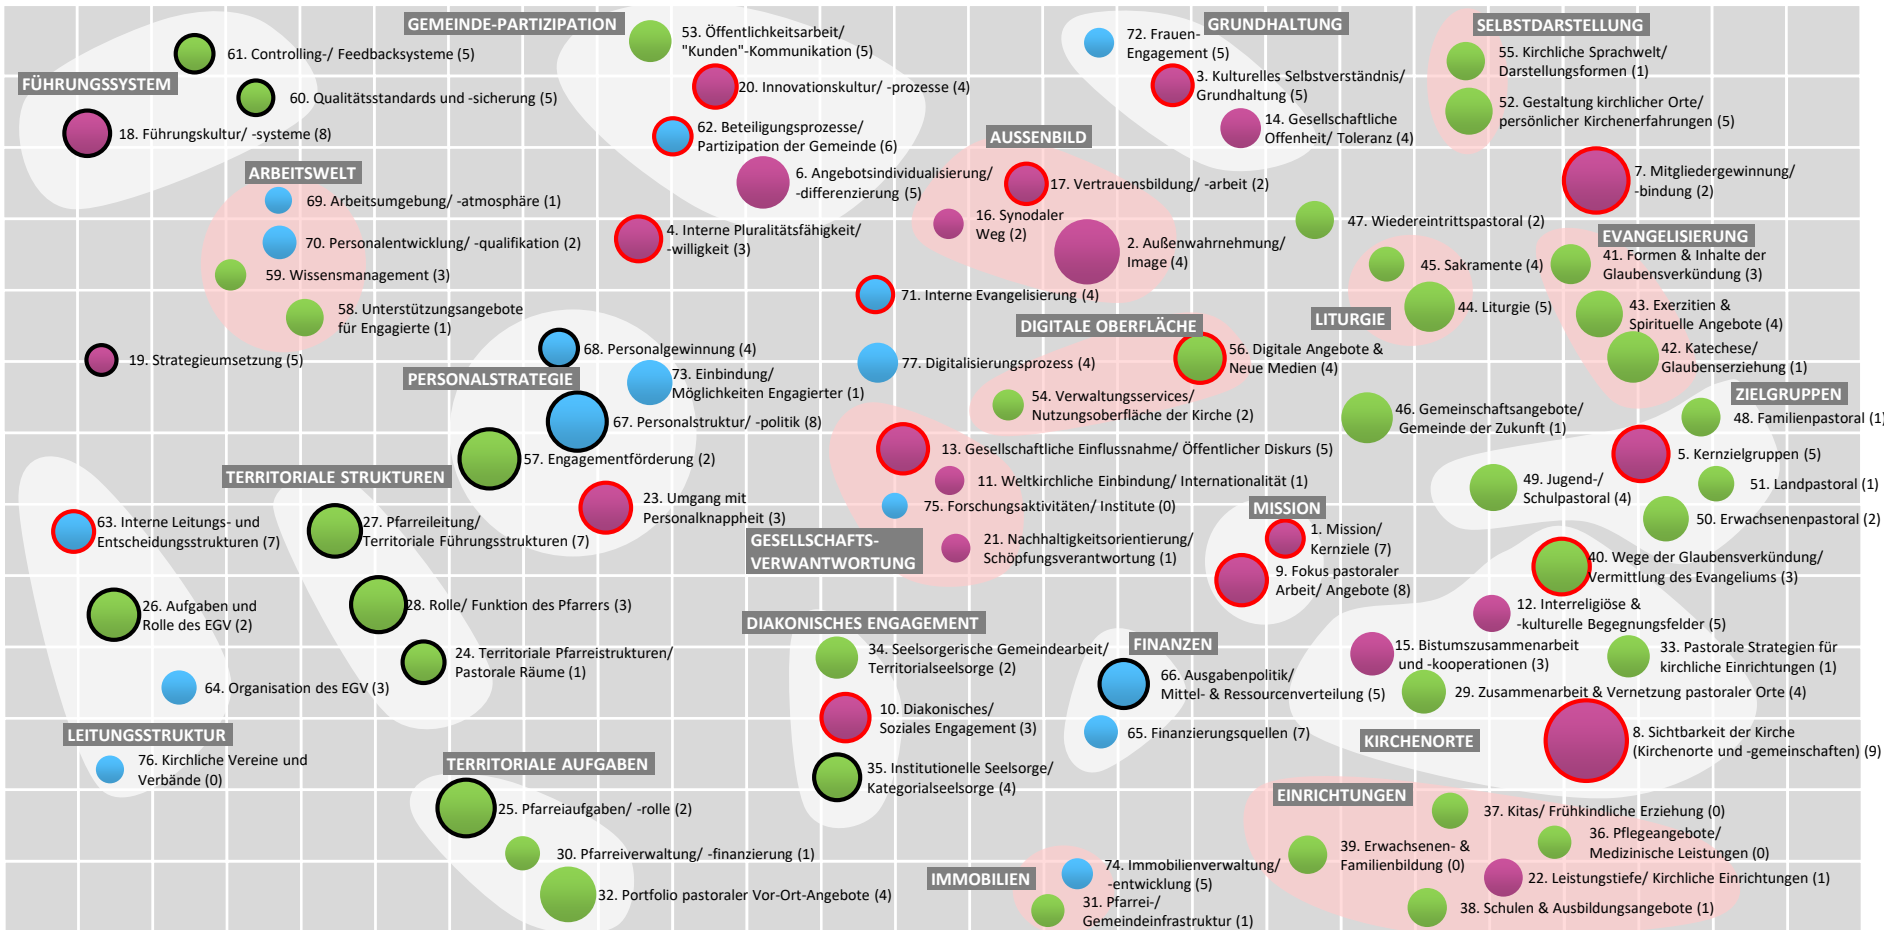 GEMEINDE-PARTIZIPATION
53. Öffentlichkeitsarbeit/
"Kunden"-Kommunikation (5)
20. Innovationskultur/ -prozesse (4)
62. Beteiligungsprozesse/
Partizipation der Gemeinde (6)
6. Angebotsindividualisierung/
-differenzierung (5)
4. Interne Pluralitätsfähigkeit/
-willigkeit (3)
61. Controlling-/ Feedbacksysteme (5)
FÜHRUNGSSYSTEM
60. Qualitätsstandards und -sicherung (5)
18. Führungskultur/ -systeme (8)
ARBEITSWELT
69. Arbeitsumgebung/ -atmosphäre (1)
70. Personalentwicklung/ -qualifikation (2)
59. Wissensmanagement (3)
58. Unterstützungsangebote
für Engagierte (1)
19. Strategieumsetzung (5)
GRUNDHALTUNG
72. Frauen-
Engagement (5)
3. Kulturelles Selbstverständnis/
Grundhaltung (5)
14. Gesellschaftliche
Offenheit/ Toleranz (4)
SELBSTDARSTELLUNG
55. Kirchliche Sprachwelt/
Darstellungsformen (1)
52. Gestaltung kirchlicher Orte/
persönlicher Kirchenerfahrungen (5)
AUSSENBILD
17. Vertrauensbildung/ -arbeit (2)
16. Synodaler
Weg (2)
2. Außenwahrnehmung/
Image (4)
7. Mitgliedergewinnung/
-bindung (2)
47. Wiedereintrittspastoral (2)
EVANGELISIERUNG
41. Formen & Inhalte der
Glaubensverkündung (3)
43. Exerzitien &
Spirituelle Angebote (4)
42. Katechese/
Glaubenserziehung (1)
45. Sakramente (4)
44. Liturgie (5)
LITURGIE
71. Interne Evangelisierung (4)
DIGITALE OBERFLÄCHE
56. Digitale Angebote &
Neue Medien (4)
77. Digitalisierungsprozess (4)
54. Verwaltungsservices/
Nutzungsoberfläche der Kirche (2)
68. Personalgewinnung (4)
PERSONALSTRATEGIE
73. Einbindung/
Möglichkeiten Engagierter (1)
67. Personalstruktur/ -politik (8)
57. Engagementförderung (2)
23. Umgang mit
Personalknappheit (3)
46. Gemeinschaftsangebote/
Gemeinde der Zukunft (1)
ZIELGRUPPEN
48. Familienpastoral (1)
5. Kernzielgruppen (5)
49. Jugend-/
Schulpastoral (4)
51. Landpastoral (1)
50. Erwachsenenpastoral (2)
13. Gesellschaftliche Einflussnahme/ Öffentlicher Diskurs (5)
11. Weltkirchliche Einbindung/ Internationalität (1)
75. Forschungsaktivitäten/ Institute (0)
21. Nachhaltigkeitsorientierung/
Schöpfungsverantwortung (1)
GESELLSCHAFTS-
VERWANTWORTUNG
TERRITORIALE STRUKTUREN
27. Pfarreileitung/
Territoriale Führungsstrukturen (7)
28. Rolle/ Funktion des Pfarrers (3)
24. Territoriale Pfarreistrukturen/
Pastorale Räume (1)
63. Interne Leitungs- und
Entscheidungsstrukturen (7)
26. Aufgaben und
Rolle des EGV (2)
64. Organisation des EGV (3)
LEITUNGSSTRUKTUR
76. Kirchliche Vereine und
Verbände (0)
MISSION
1. Mission/
Kernziele (7)
9. Fokus pastoraler
Arbeit/ Angebote (8)
40. Wege der Glaubensverkündung/
Vermittlung des Evangeliums (3)
12. Interreligiöse &
-kulturelle Begegnungsfelder (5)
15. Bistumszusammenarbeit
und -kooperationen (3)
33. Pastorale Strategien für
kirchliche Einrichtungen (1)
29. Zusammenarbeit & Vernetzung pastoraler Orte (4)
KIRCHENORTE
8. Sichtbarkeit der Kirche
(Kirchenorte und -gemeinschaften) (9)
DIAKONISCHES ENGAGEMENT
34. Seelsorgerische Gemeindearbeit/
Territorialseelsorge (2)
10. Diakonisches/
Soziales Engagement (3)
35. Institutionelle Seelsorge/
Kategorialseelsorge (4)
FINANZEN
66. Ausgabenpolitik/
Mittel- & Ressourcenverteilung (5)
65. Finanzierungsquellen (7)
TERRITORIALE AUFGABEN
25. Pfarreiaufgaben/ -rolle (2)
30. Pfarreiverwaltung/ -finanzierung (1)
32. Portfolio pastoraler Vor-Ort-Angebote (4)
IMMOBILIEN
74. Immobilienverwaltung/
-entwicklung (5)
31. Pfarrei-/
Gemeindeinfrastruktur (1)
EINRICHTUNGEN
37. Kitas/ Frühkindliche Erziehung (0)
36. Pflegeangebote/
Medizinische Leistungen (0)
39. Erwachsenen- &
Familienbildung (0)
22. Leistungstiefe/ Kirchliche Einrichtungen (1)
38. Schulen & Ausbildungsangebote (1)